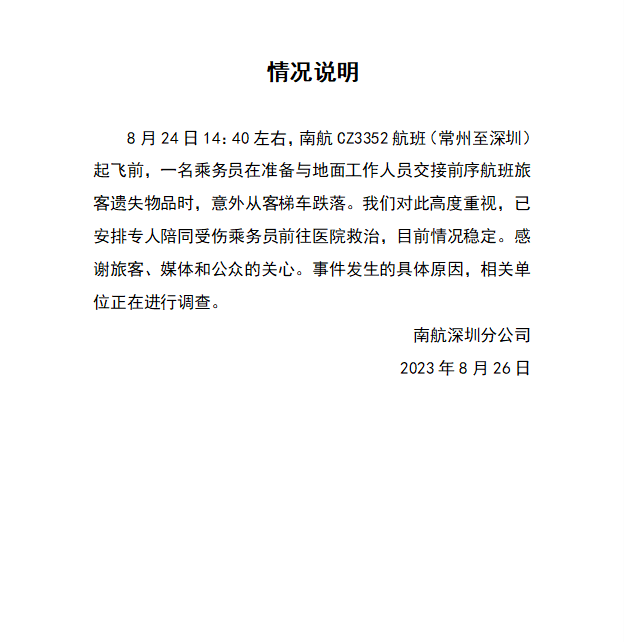 情况说明
8月24日14:40左右，南航CZ3352航班（常州至深圳）
起飞前，一名乘务员在准备与地面工作人员交接前序航班旅
客遗失物品时，意外从客梯车跌落。我们对此高度重视，已
安排专人陪同受伤乘务员前往医院救治，目前情况稳定。感
谢旅客、媒体和公众的关心。事件发生的具体原因，相关单
位正在进行调查。
南航深圳分公司
2023年8月26日